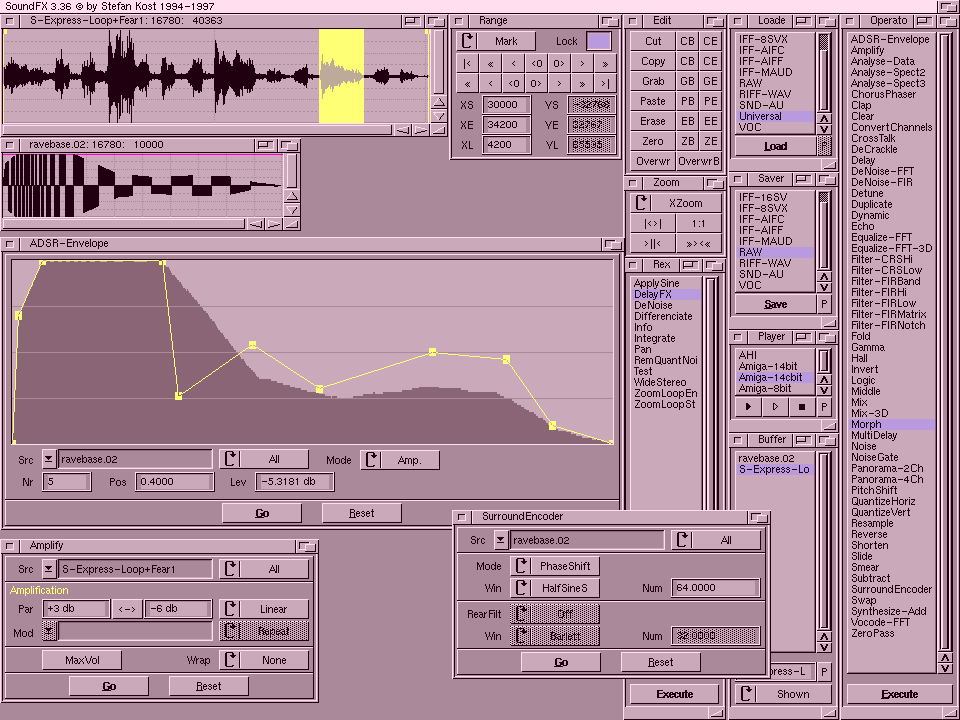 SoundFX 3.36 © by Stefan Kost 1994-1997
S-Express-Loop+Fear1: 16780: 40363
ravebase.02: 16780: 10000
Range
Mark
Lock
|< « < <0 0> > »
« < <0 0> > » >|
XS 30000 YS -32768
XE 34200 YE 32767
XL 4200 YL 65535
Edit
Cut CB CE
Copy CB CE
Grab GB GE
Paste PB PE
Erase EB EE
Zero ZB ZE
Overwr OverwrB
Zoom
XZoom
|<>| 1:1
>||< >><<
Rex
ApplySine
DelayFX
DeNoise
Differenciate
Info
Integrate
Pan
RemQuantNoi
Test
WideStereo
ZoomLoopEn
ZoomLoopSt
Execute
Loade
IFF-8SVX
IFF-AIFC
IFF-AIFF
IFF-MAUD
RAW
RIFF-WAV
SND-AU
Universal
VOC
Load P
Saver
IFF-16SV
IFF-8SVX
IFF-AIFC
IFF-AIFF
IFF-MAUD
RAW
RIFF-WAV
SND-AU
VOC
Save P
Player
AHI
Amiga-14bit
Amiga-14cbit
Amiga-8bit
P
Buffer
ravebase.02
S-Express-Lo
press-L P
Shown
Operato
ADSR-Envelope
Amplify
Analyse-Data
Analyse-Spect2
Analyse-Spect3
ChorusPhaser
Clap
Clear
ConvertChannels
CrossTalk
DeCrackle
Delay
DeNoise-FFT
DeNoise-FIR
Detune
Duplicate
Dynamic
Echo
Equalize-FFT
Equalize-FFT-3D
Filter-CRSHi
Filter-CRSLow
Filter-FIRBand
Filter-FIRHi
Filter-FIRLow
Filter-FIRMatrix
Filter-FIRNotch
Fold
Gamma
Hall
Invert
Logic
Middle
Mix
Mix-3D
Morph
MultiDelay
Noise
NoiseGate
Panorama-2Ch
Panorama-4Ch
PitchShift
QuantizeHoriz
QuantizeVert
Resample
Reverse
Shorten
Slide
Smear
Subtract
SurroundEncoder
Swap
Synthesize-Add
Vocode-FFT
ZeroPass
Execute
ADSR-Envelope
Src ravebase.02 All Mode Amp.
Nr 5 Pos 0.4000 Lev -5.3181 db
Go Reset
Amplify
Src S-Express-Loop+Fear1 All
Amplification
Par +3 db <-> -6 db Linear
Mod Repeat
MaxVol Wrap None
Go Reset
SurroundEncoder
Src ravebase.02 All
Mode PhaseShift
Win HalfSineS Num 64.0000
RearFilt Off
Win Barlett Num 32.0000
Go Reset